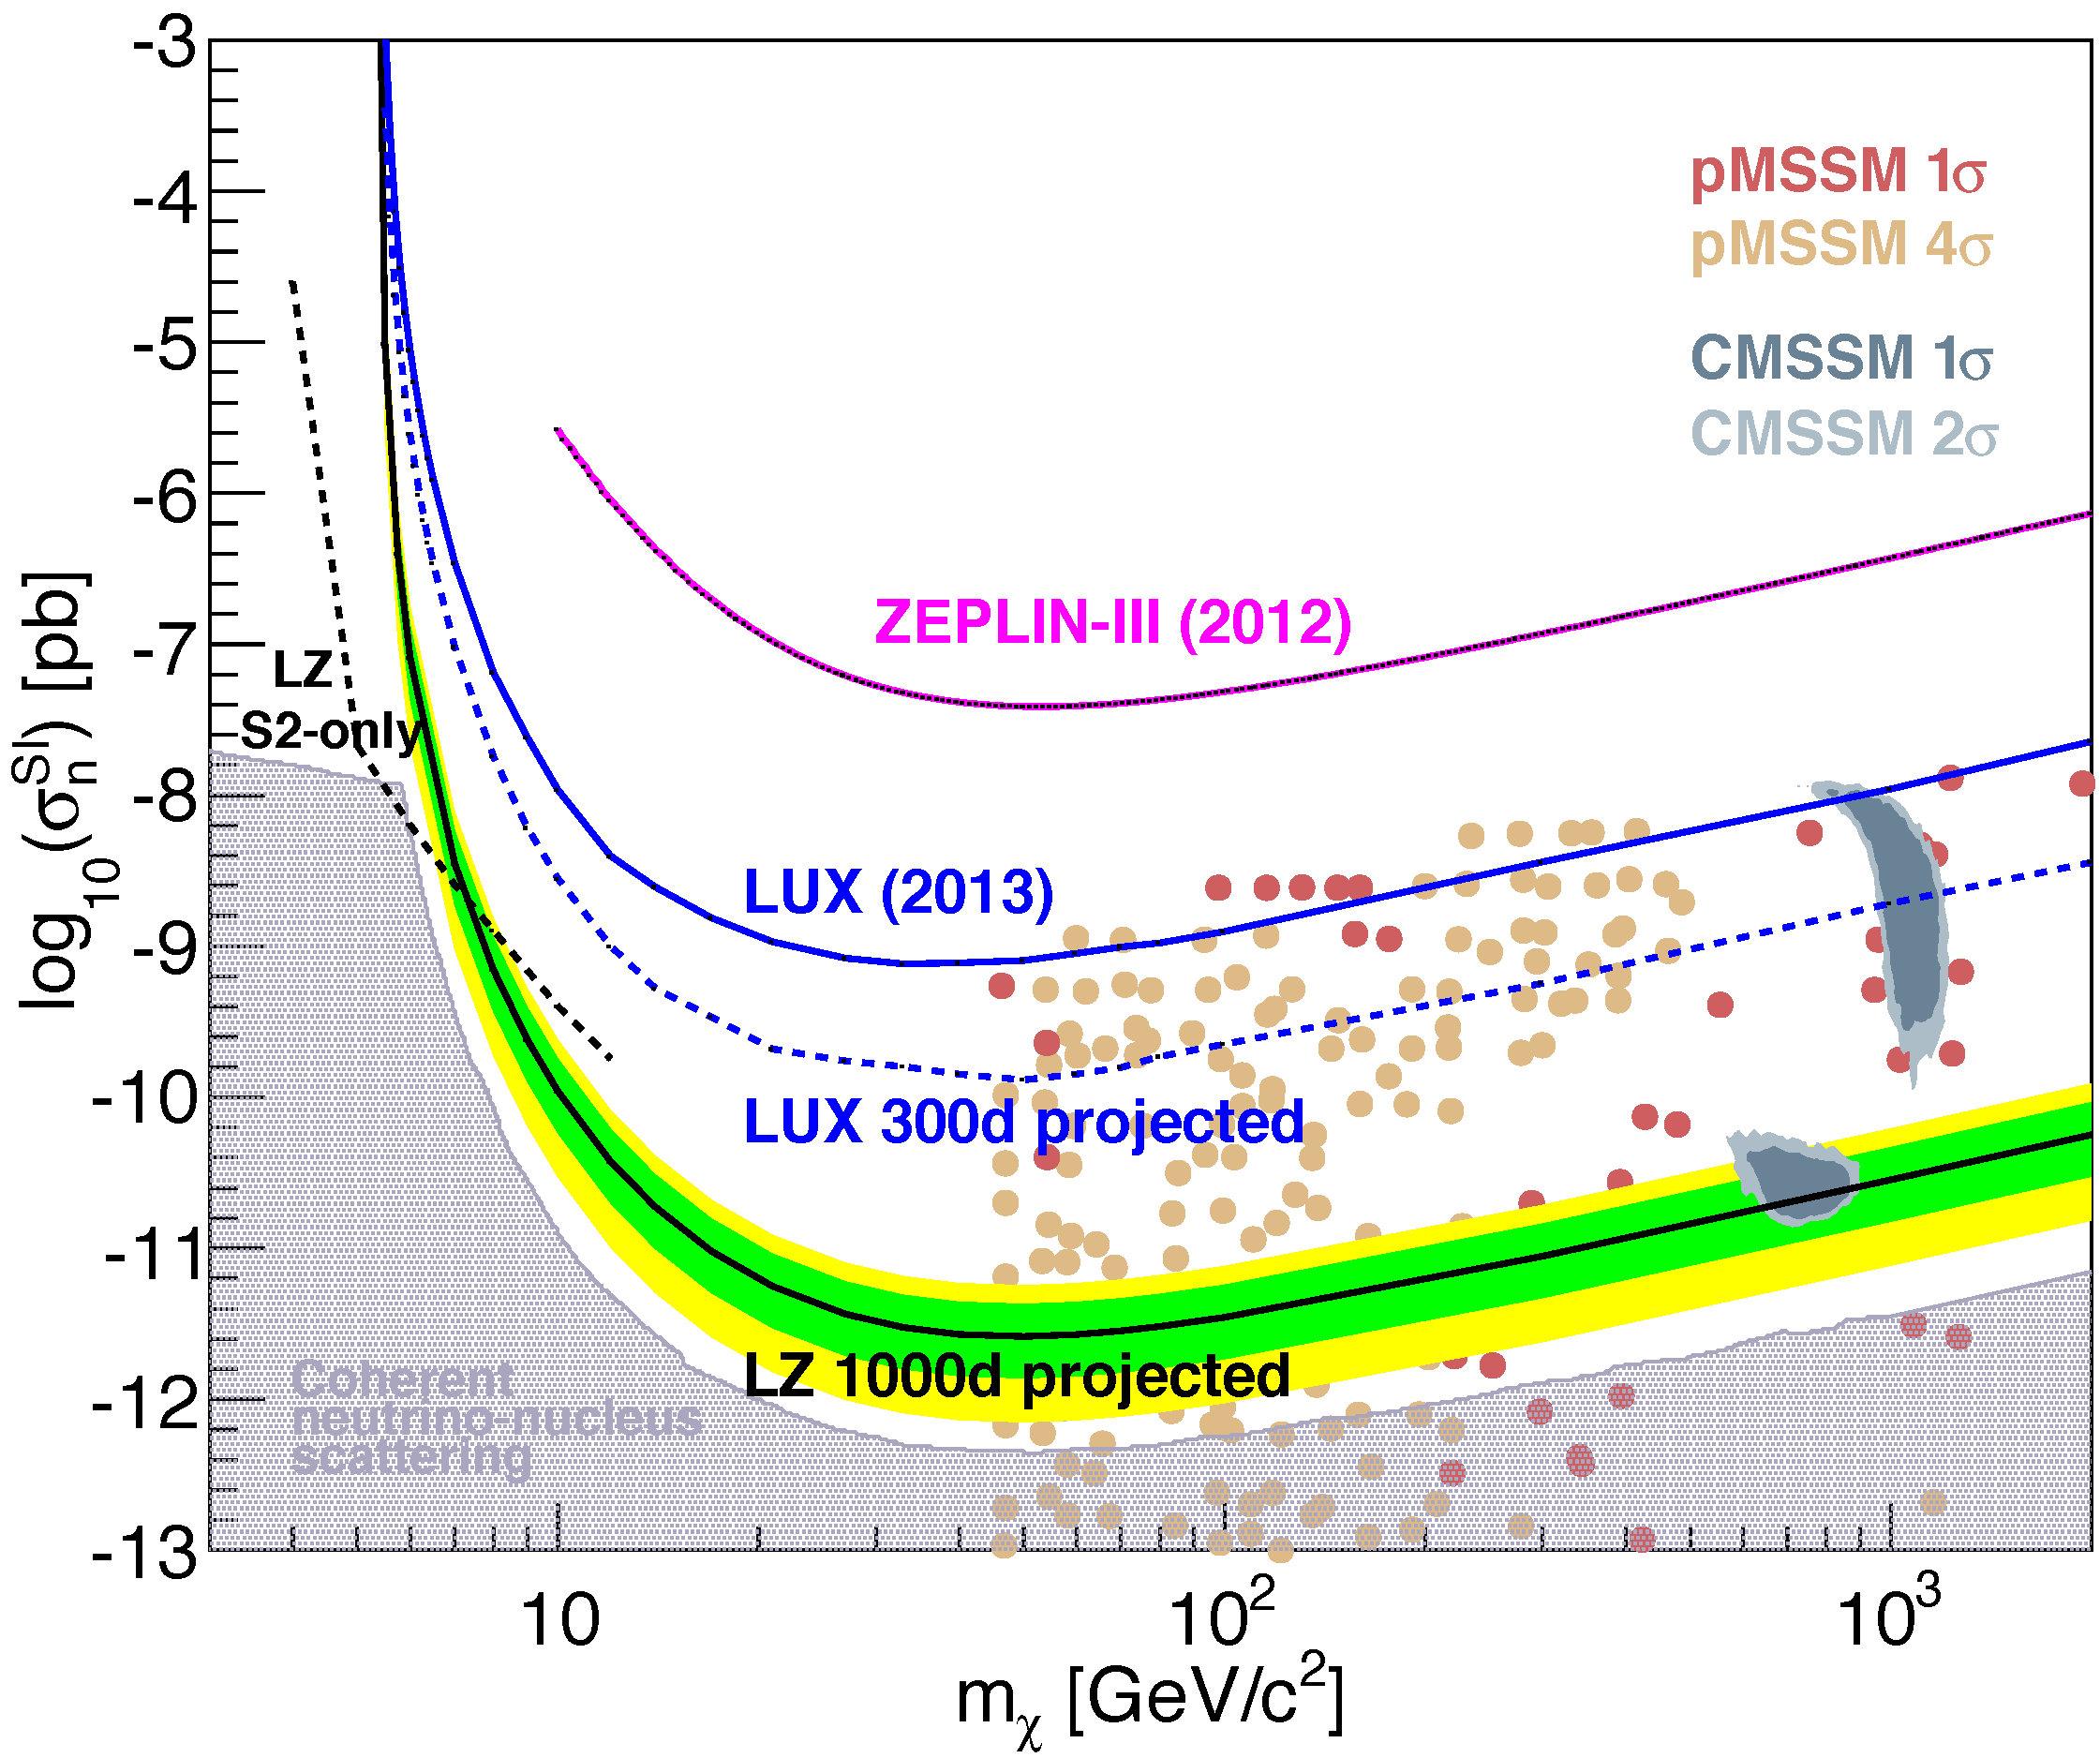 -3
-4
-5
-6
-7
-8
-9
-10
-11
-12
-13
log₁₀(σₙ^SI) [pb]
pMSSM 1σ
pMSSM 4σ
CMSSM 1σ
CMSSM 2σ
ZEPLIN-III (2012)
LZ
S2-only
LUX (2013)
LUX 300d projected
LZ 1000d projected
Coherent
neutrino-nucleus
scattering
10
10²
10³
mᵪ [GeV/c²]